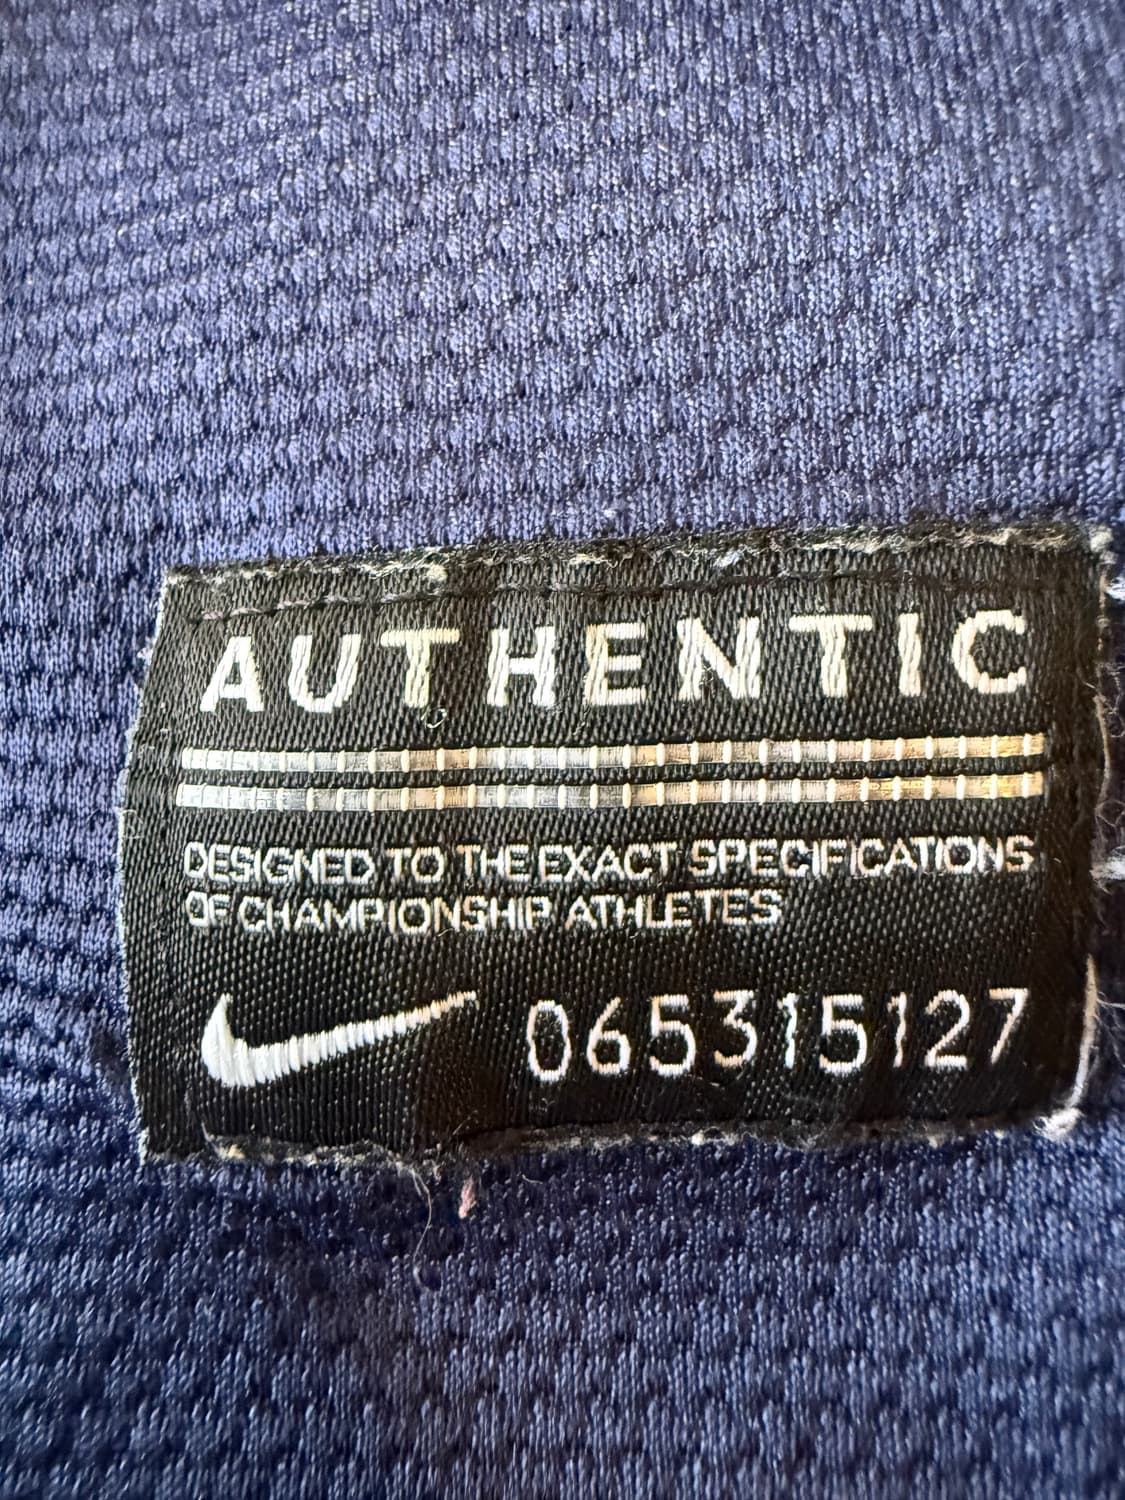 AUTHENTIC
DESIGNED TO THE EXACT SPECIFICATIONS
OF CHAMPIONSHIP ATHLETES
065315127